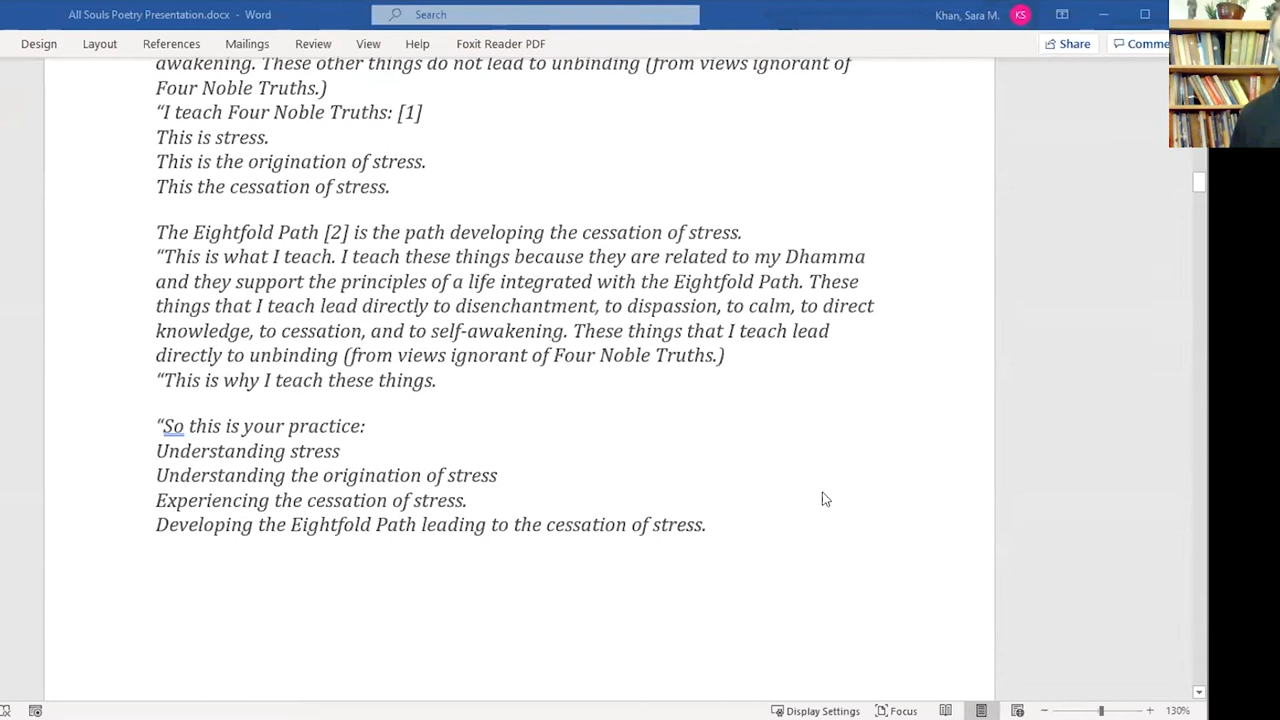 All Souls Poetry Presentation.docx - Word
Search
Khan, Sara M.
KS
Design Layout References Mailings Review View Help Foxit Reader PDF
Share
Comme
awakening. These other things do not lead to unbinding (from views ignorant of
Four Noble Truths.)
“I teach Four Noble Truths: [1]
This is stress.
This is the origination of stress.
This the cessation of stress.
The Eightfold Path [2] is the path developing the cessation of stress.
“This is what I teach. I teach these things because they are related to my Dhamma
and they support the principles of a life integrated with the Eightfold Path. These
things that I teach lead directly to disenchantment, to dispassion, to calm, to direct
knowledge, to cessation, and to self-awakening. These things that I teach lead
directly to unbinding (from views ignorant of Four Noble Truths.)
“This is why I teach these things.
“So this is your practice:
Understanding stress
Understanding the origination of stress
Experiencing the cessation of stress.
Developing the Eightfold Path leading to the cessation of stress.
Display Settings Focus 130%